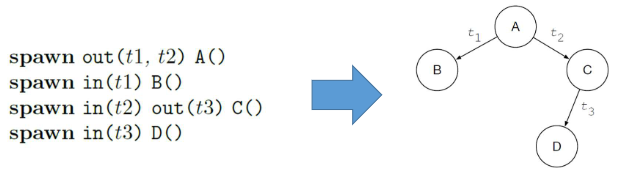 spawn out(t1, t2) A()
spawn in(t1) B()
spawn in(t2) out(t3) C()
spawn in(t3) D()
A
t1
t2
B
C
t3
D